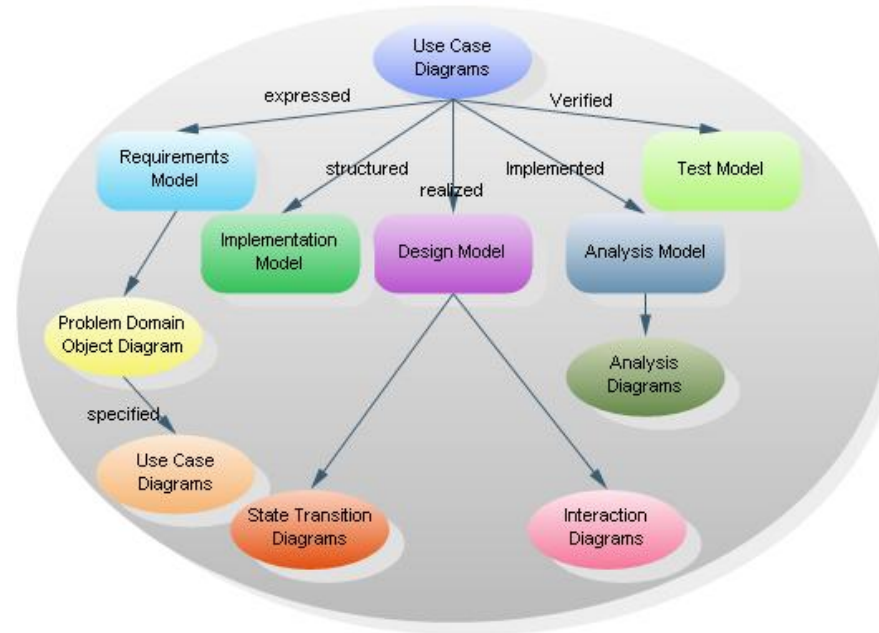 Use Case
Diagrams
expressed
Verified
Requirements
Model
structured
Implemented
Test Model
realized
Implementation
Model
Design Model
Analysis Model
Problem Domain
Object Diagram
Analysis
Diagrams
specified
Use Case
Diagrams
State Transition
Diagrams
Interaction
Diagrams